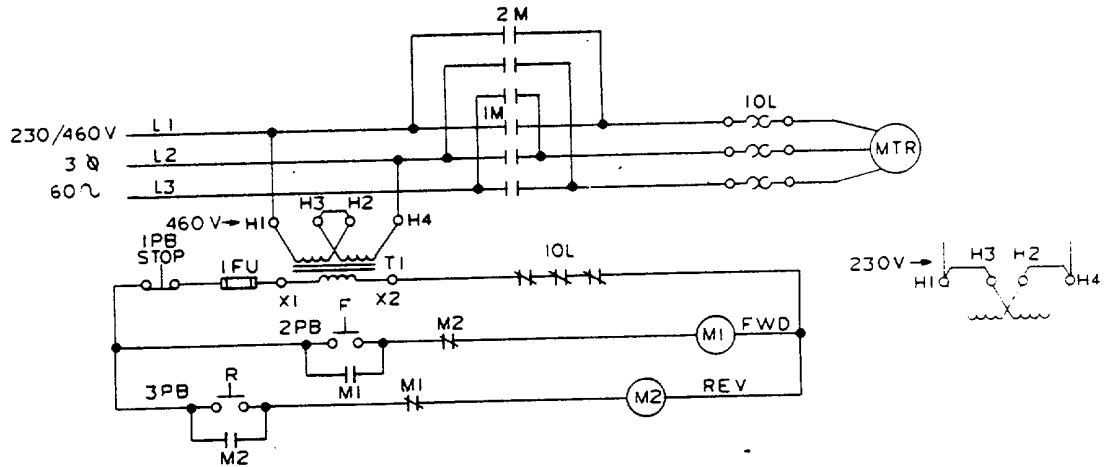 2M
1M
1OL
230/460V
L1
L2
3 Ø
60 ~
L3
MTR
460V→ H1
H3 H2
H4
1PB
STOP
1FU
T1
X1
X2
1OL
230V →
H1
H3 H2
H4
2PB
F
M2
M1
FWD
M1
3PB
R
M1
M2
REV
M2